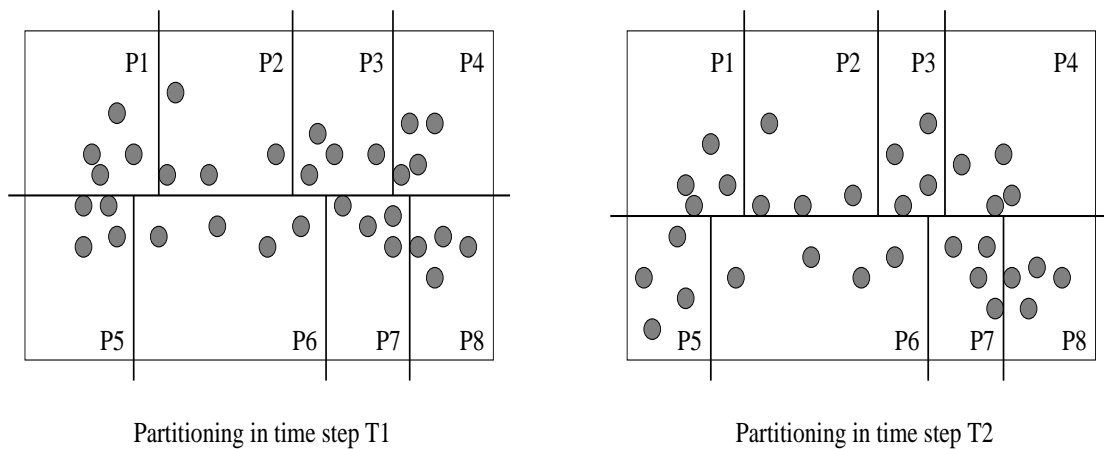 P1 P2 P3 P4
P5 P6 P7 P8
Partitioning in time step T1
P1 P2 P3 P4
P5 P6 P7 P8
Partitioning in time step T2